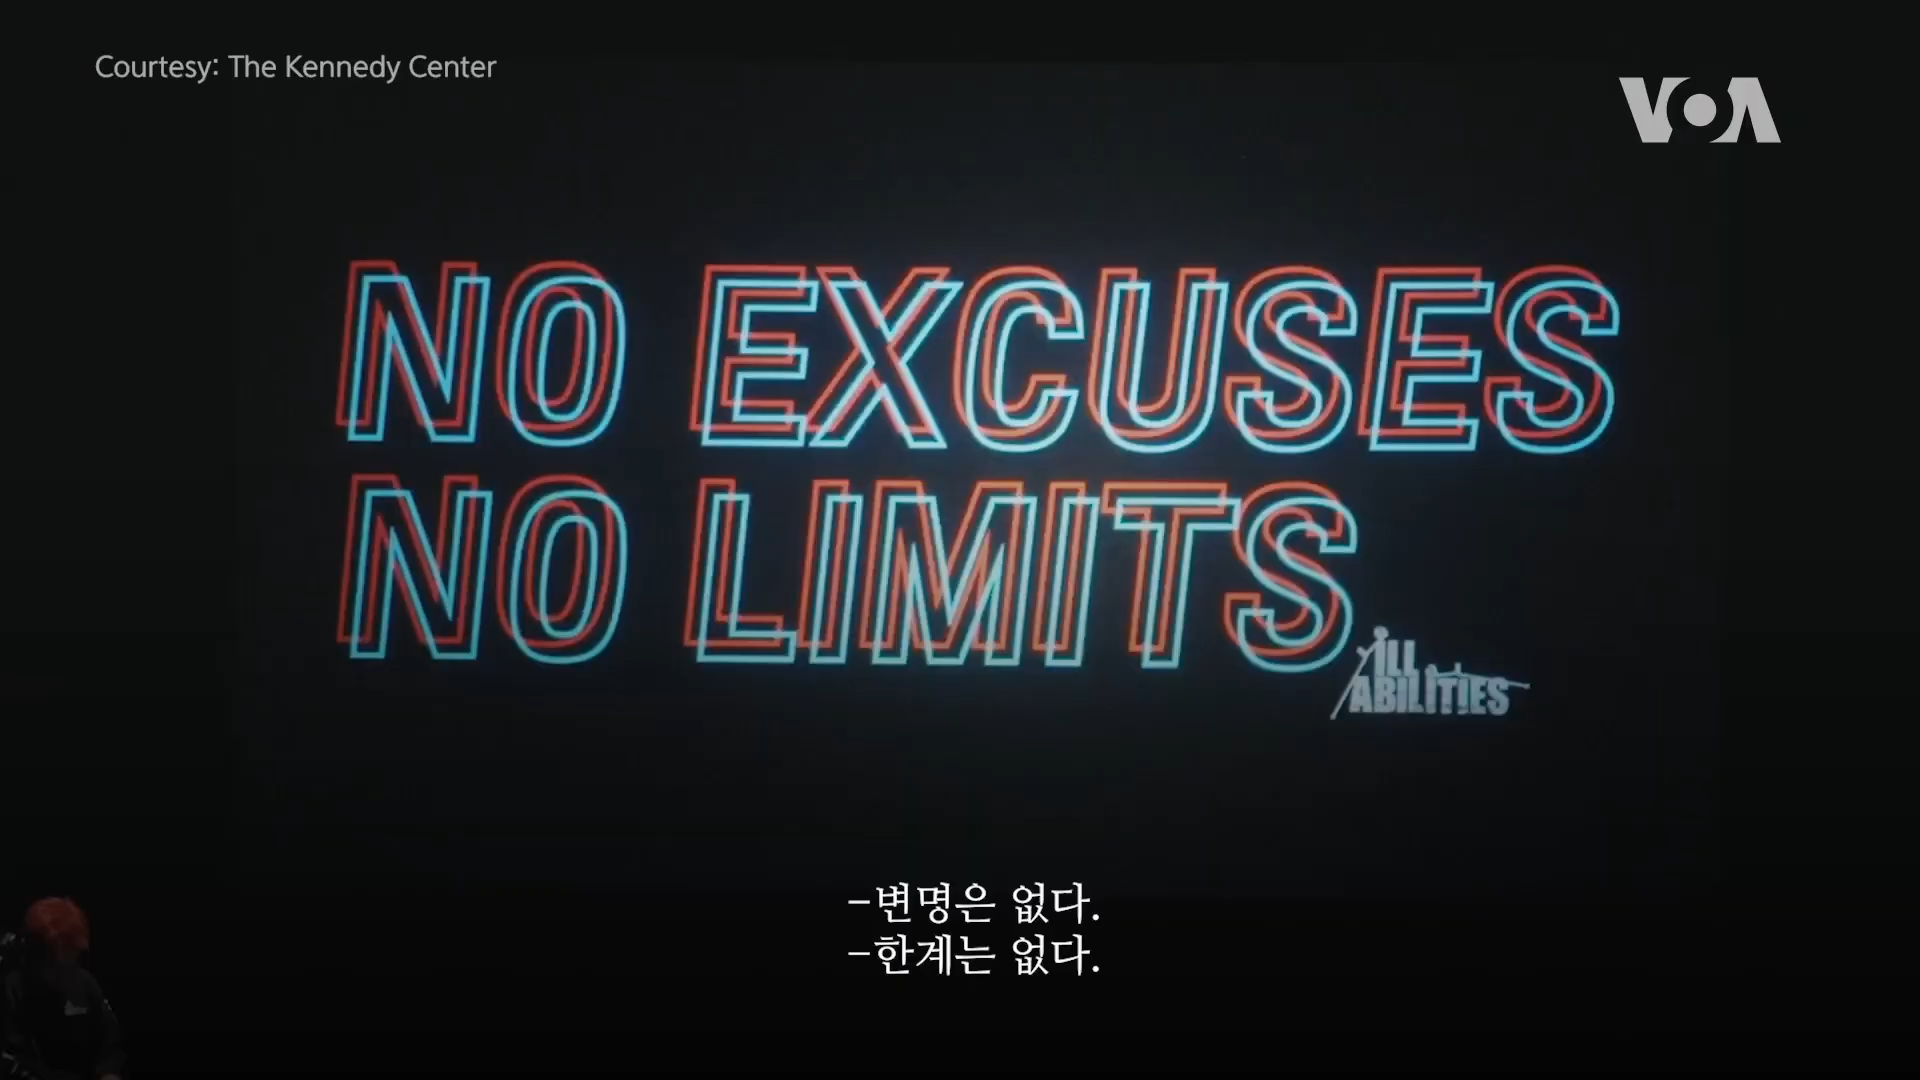 Courtesy: The Kennedy Center
VOA
NO EXCUSES
NO LIMITS
ILL
ABILITIES
-변명은 없다.
-한계는 없다.